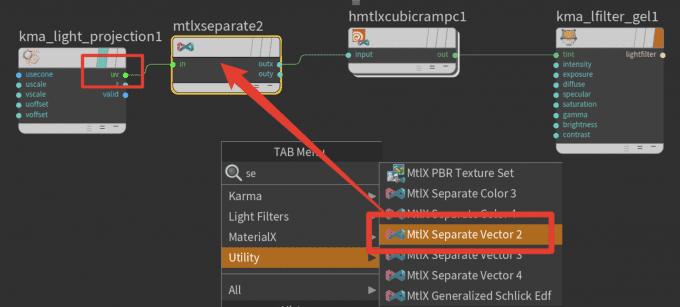 kma_light_projection1
usecone
uscale
vscale
uoffset
voffset
uv
z
valid
mtlxseparate2
in
outx
outy
hmtlxcubicrampc1
input
out
kma_lfilter_gel1
tint
intensity
exposure
diffuse
specular
saturation
gamma
brightness
contrast
lightfilter
TAB Menu
se
Karma
Light Filters
MaterialX
Utility
All
MtlX PBR Texture Set
MtlX Separate Color 3
MtlX Separate Color 4
MtlX Separate Vector 2
MtlX Separate Vector 3
MtlX Separate Vector 4
MtlX Generalized Schlick Edf